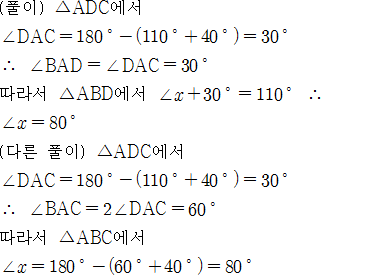 (풀이) △ADC에서
∠DAC=180°-(110°+40°)=30°
∴ ∠BAD=∠DAC=30°
따라서 △ABD에서 ∠x+30°=110° ∴
∠x=80°
(다른 풀이) △ADC에서
∠DAC=180°-(110°+40°)=30°
∴ ∠BAC=2∠DAC=60°
따라서 △ABC에서
∠x=180°-(60°+40°)=80°